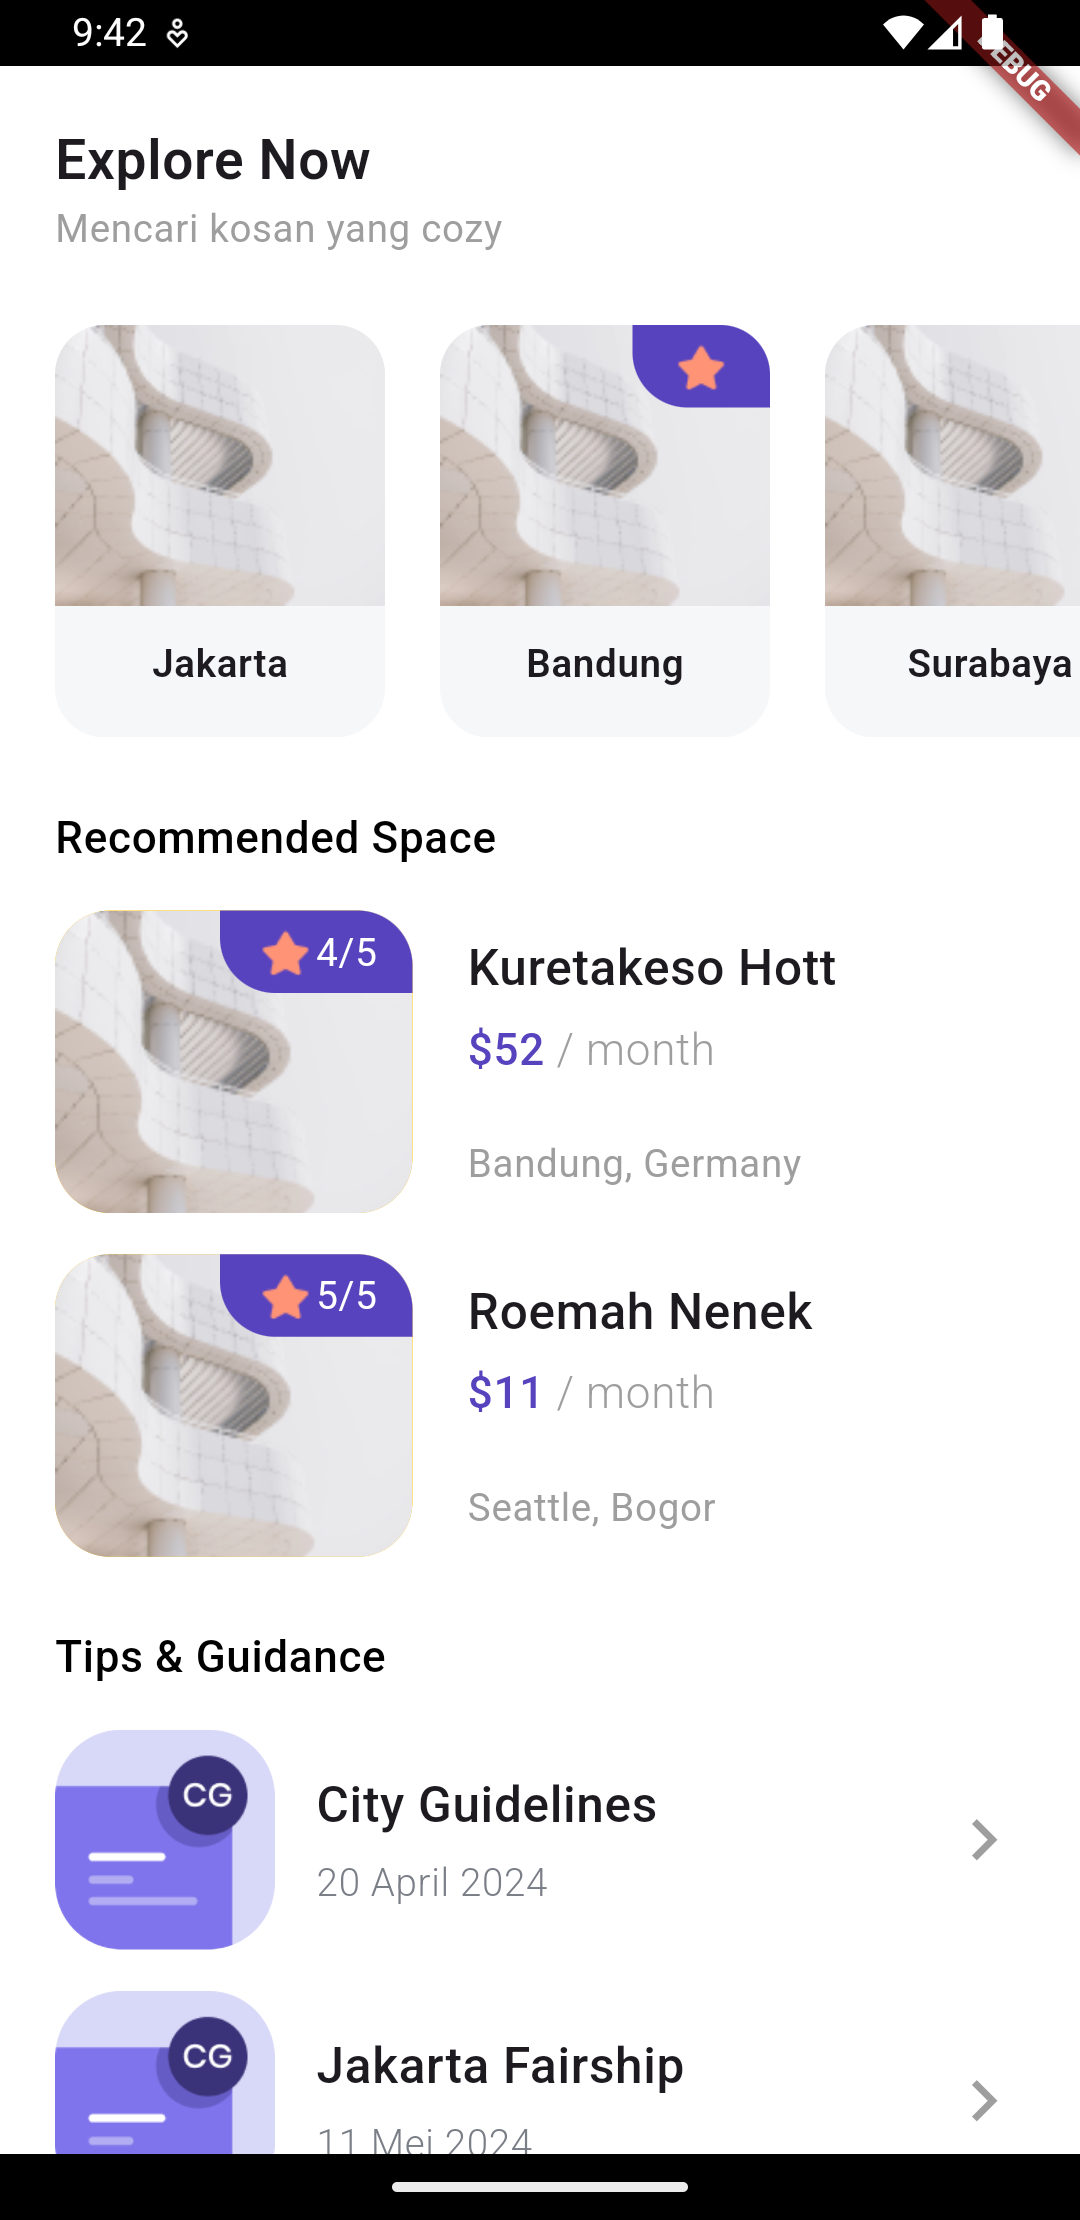 9:42
DEBUG
Explore Now
Mencari kosan yang cozy
Jakarta
Bandung
Surabaya
Recommended Space
4/5
Kuretakeso Hott
$52 / month
Bandung, Germany
5/5
Roemah Nenek
$11 / month
Seattle, Bogor
Tips & Guidance
CG
City Guidelines
20 April 2024
CG
Jakarta Fairship
11 Mei 2024